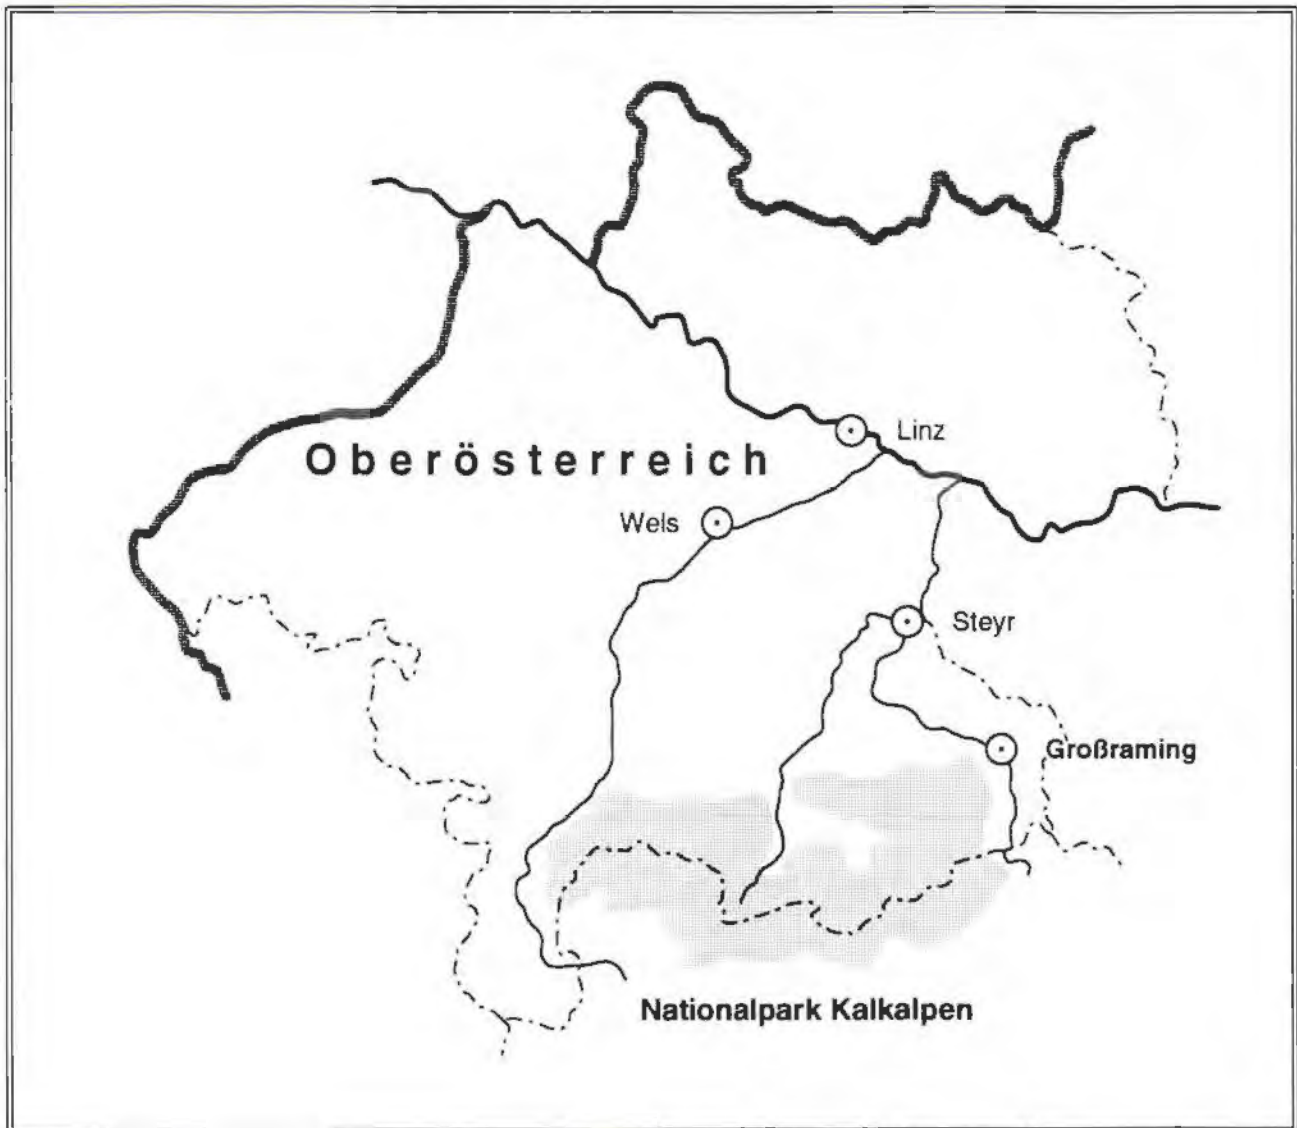 Linz
Oberösterreich
Wels
Steyr
Großraming
Nationalpark Kalkalpen